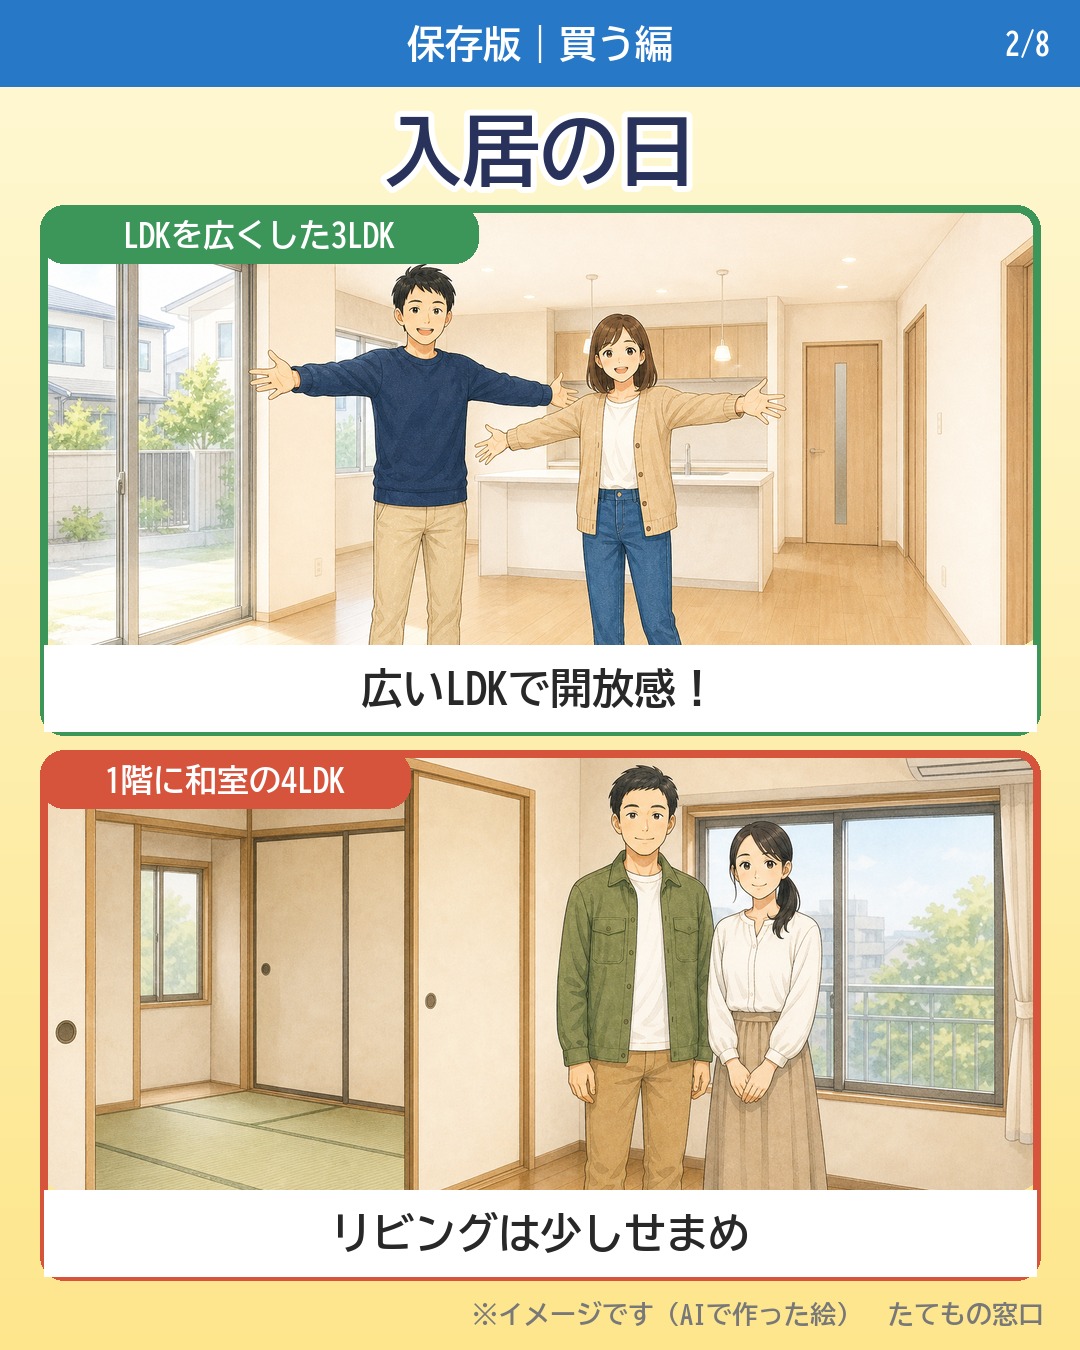 保存版｜買う編
2/8
入居の日
LDKを広くした3LDK
広いLDKで開放感！
1階に和室の4LDK
リビングは少しせまめ
※イメージです（AIで作った絵）　たてもの窓口